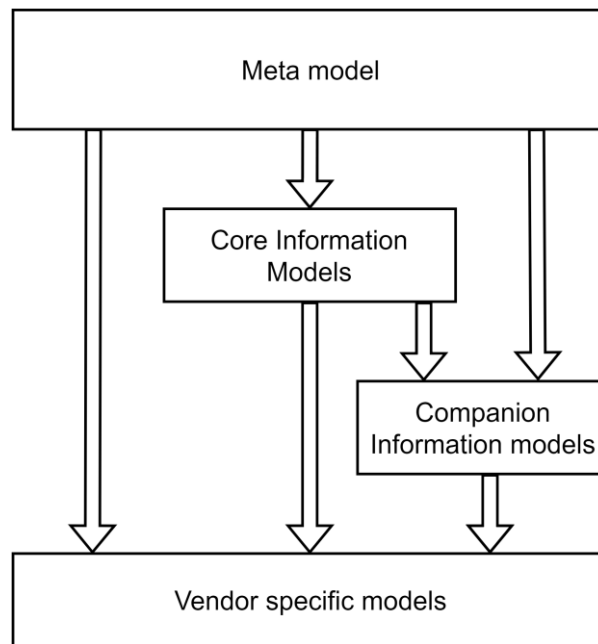 Meta model
Core Information
Models
Companion
Information models
Vendor specific models